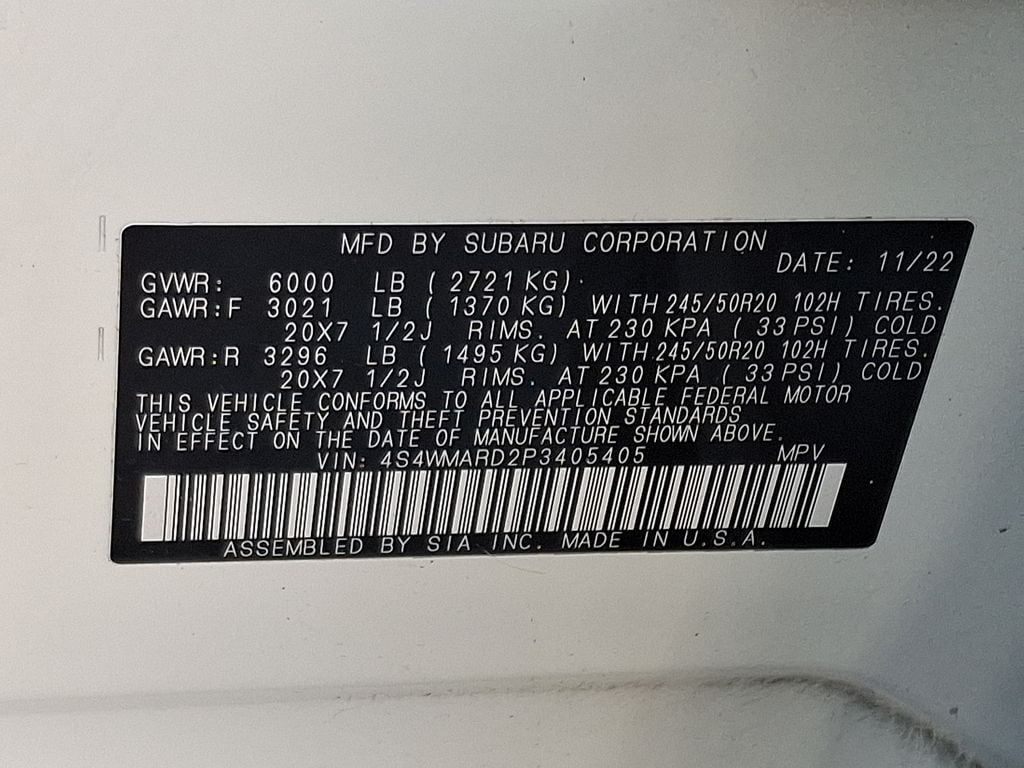 MFD BY SUBARU CORPORATION
DATE: 11/22
GVWR: 6000 LB ( 2721 KG)
GAWR:F 3021 LB ( 1370 KG) WITH 245/50R20 102H TIRES.
20X7 1/2J RIMS. AT 230 KPA ( 33 PSI) COLD
GAWR:R 3296 LB ( 1495 KG) WITH 245/50R20 102H TIRES.
20X7 1/2J RIMS. AT 230 KPA ( 33 PSI) COLD
THIS VEHICLE CONFORMS TO ALL APPLICABLE FEDERAL MOTOR
VEHICLE SAFETY AND THEFT PREVENTION STANDARDS
IN EFFECT ON THE DATE OF MANUFACTURE SHOWN ABOVE.
VIN: 4S4WMARD2P3405405 MPV
ASSEMBLED BY SIA INC. MADE IN U.S.A.